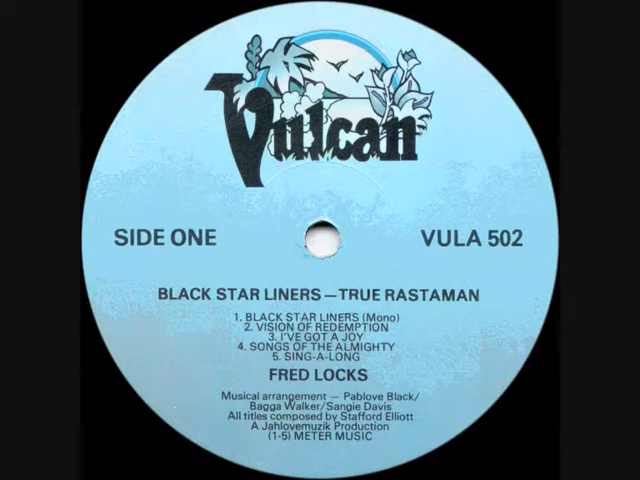 Vulcan
SIDE ONE
VULA 502
BLACK STAR LINERS — TRUE RASTAMAN
1. BLACK STAR LINERS (Mono)
2. VISION OF REDEMPTION
3. I'VE GOT A JOY
4. SONGS OF THE ALMIGHTY
5. SING-A-LONG
FRED LOCKS
Musical arrangement — Pablove Black/
Bagga Walker/Sangie Davis
All titles composed by Stafford Elliott
A Jahlovemuzik Production
(1-5) METER MUSIC